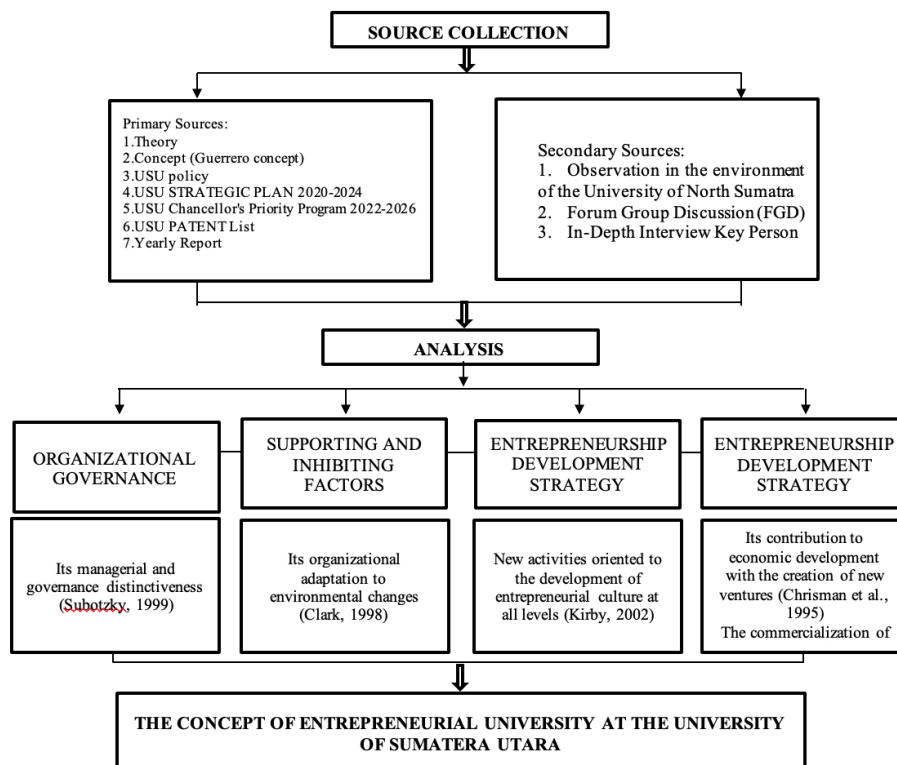 SOURCE COLLECTION
Primary Sources:
1.Theory
2.Concept (Guerrero concept)
3.USU policy
4.USU STRATEGIC PLAN 2020-2024
5.USU Chancellor's Priority Program 2022-2026
6.USU PATENT List
7.Yearly Report
Secondary Sources:
1. Observation in the environment
of the University of North Sumatra
2. Forum Group Discussion (FGD)
3. In-Depth Interview Key Person
ANALYSIS
ORGANIZATIONAL
GOVERNANCE
SUPPORTING AND
INHIBITING
FACTORS
ENTREPRENEURSHIP
DEVELOPMENT
STRATEGY
ENTREPRENEURSHIP
DEVELOPMENT
STRATEGY
Its managerial and
governance distinctiveness
(Subotzky, 1999)
Its organizational
adaptation to
environmental changes
(Clark, 1998)
New activities oriented to
the development of
entrepreneurial culture at
all levels (Kirby, 2002)
Its contribution to
economic development
with the creation of new
ventures (Chrisman et al.,
1995)
The commercialization of
THE CONCEPT OF ENTREPRENEURIAL UNIVERSITY AT THE UNIVERSITY
OF SUMATERA UTARA